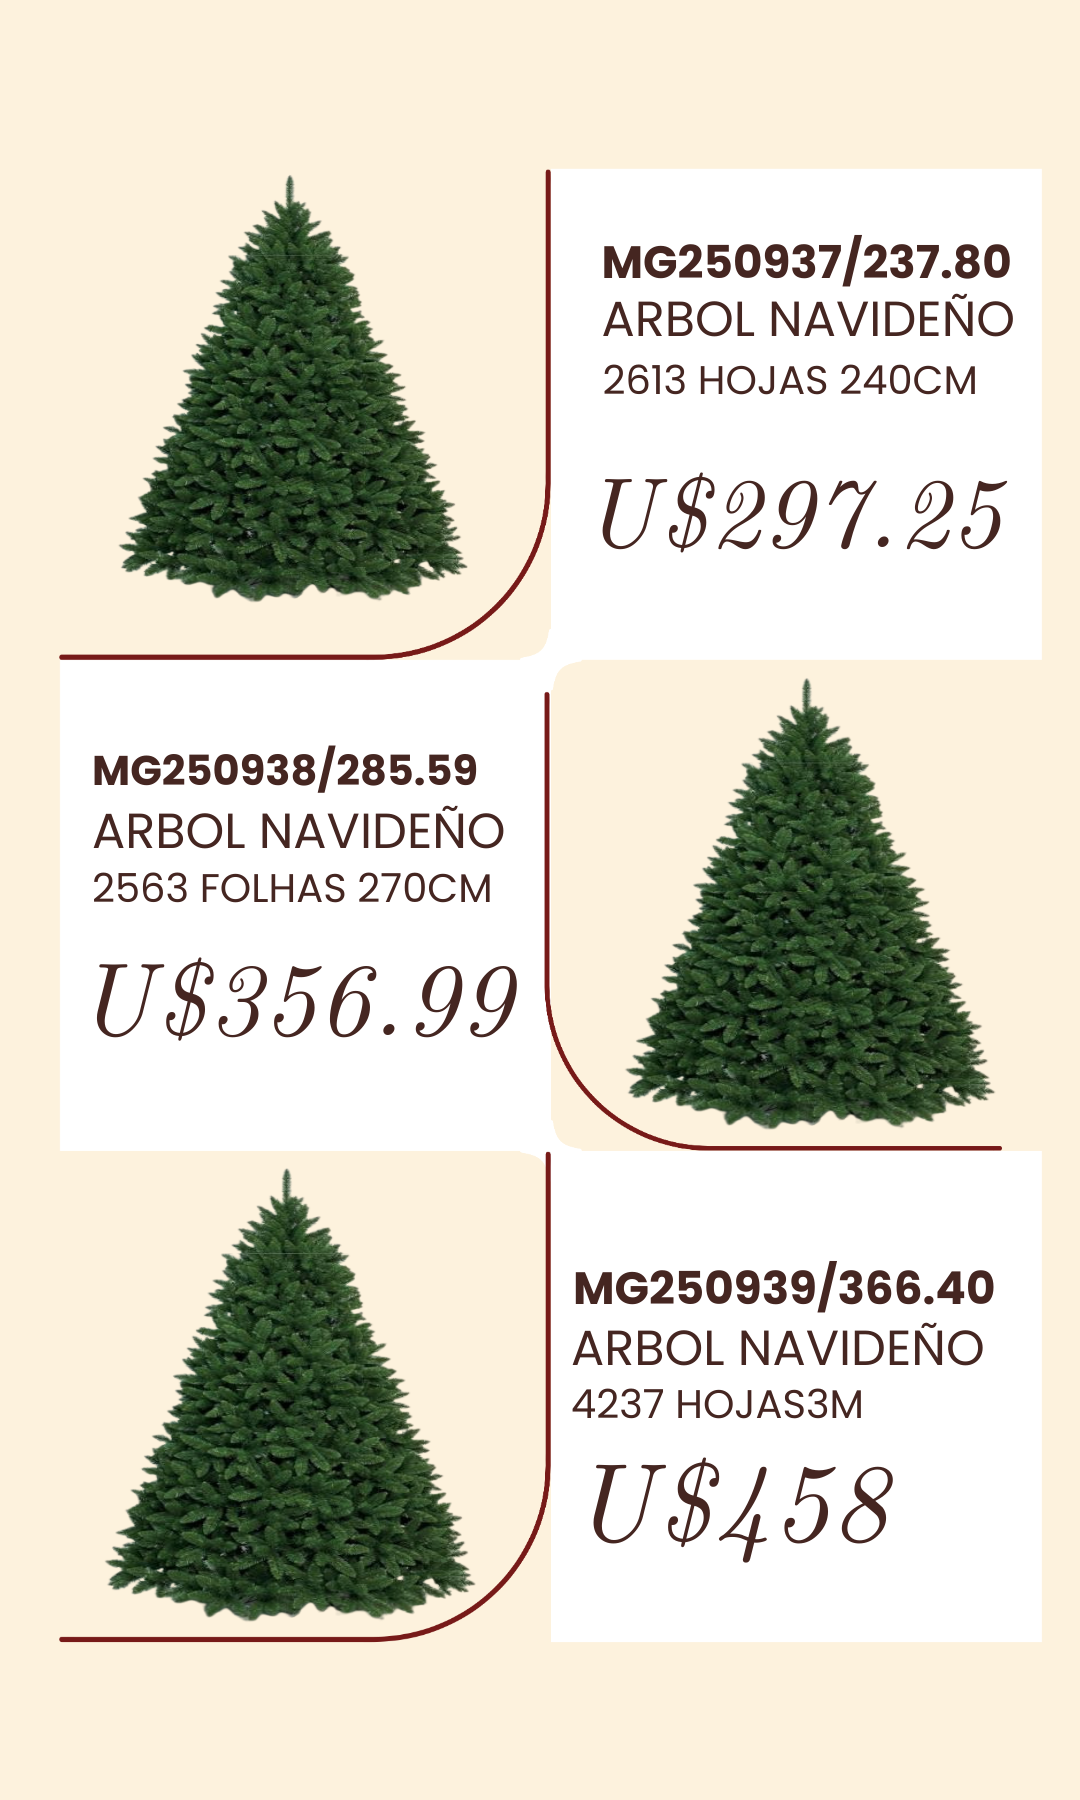 MG250937/237.80
ARBOL NAVIDEÑO
2613 HOJAS 240CM
U$297.25
MG250938/285.59
ARBOL NAVIDEÑO
2563 FOLHAS 270CM
U$356.99
MG250939/366.40
ARBOL NAVIDEÑO
4237 HOJAS3M
U$458